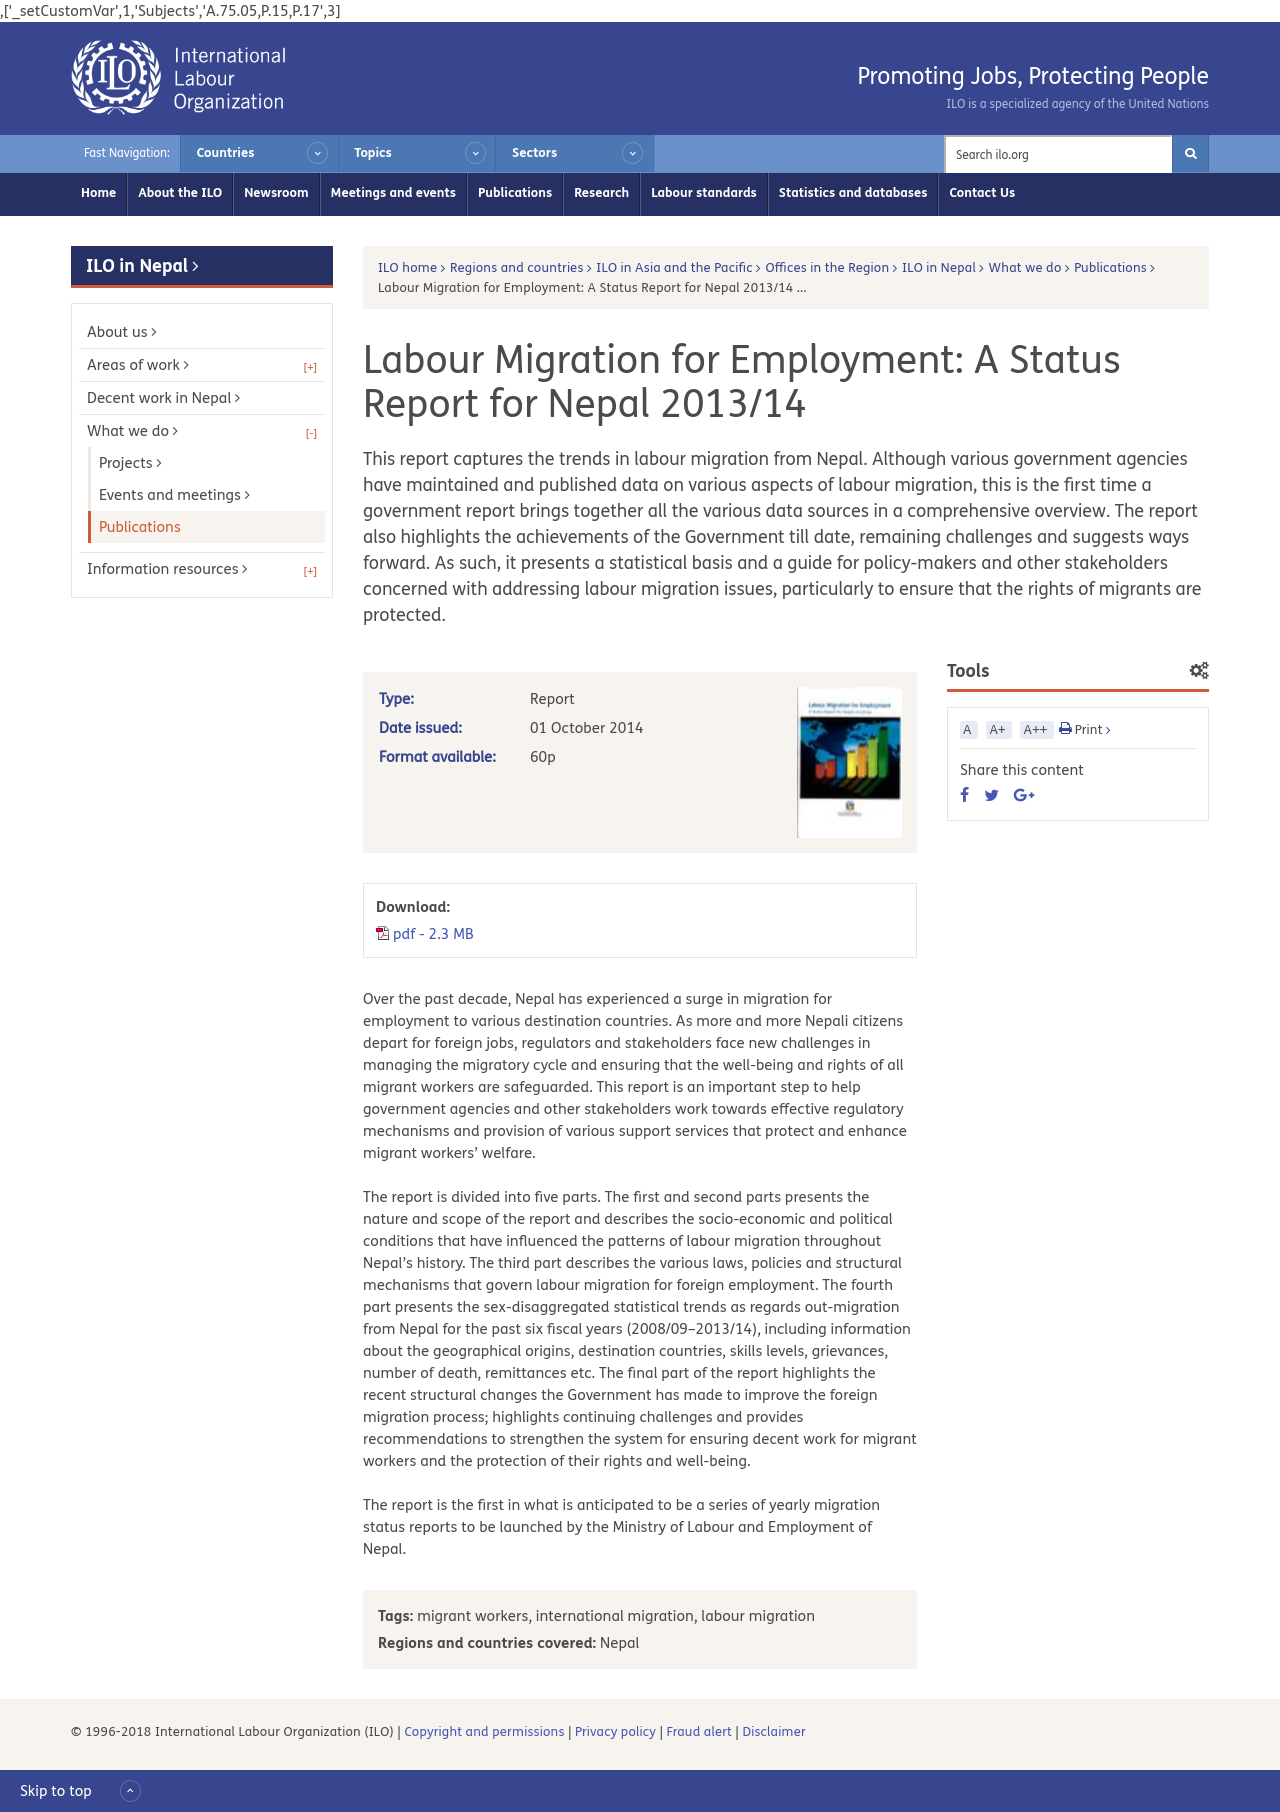 ,['_setCustomVar',1,'Subjects','A.75.05,P.15,P.17',3]
International
Labour
Organization
ILO
Promoting Jobs, Protecting People
ILO is a specialized agency of the United Nations
Fast Navigation: Countries Topics Sectors Search ilo.org
Home About the ILO Newsroom Meetings and events Publications Research Labour standards Statistics and databases Contact Us
ILO in Nepal
About us
Areas of work [+]
Decent work in Nepal
What we do [-]
Projects
Events and meetings
Publications
Information resources [+]
ILO home > Regions and countries > ILO in Asia and the Pacific > Offices in the Region > ILO in Nepal > What we do > Publications >
Labour Migration for Employment: A Status Report for Nepal 2013/14 ...
Labour Migration for Employment: A Status
Report for Nepal 2013/14
This report captures the trends in labour migration from Nepal. Although various government agencies
have maintained and published data on various aspects of labour migration, this is the first time a
government report brings together all the various data sources in a comprehensive overview. The report
also highlights the achievements of the Government till date, remaining challenges and suggests ways
forward. As such, it presents a statistical basis and a guide for policy-makers and other stakeholders
concerned with addressing labour migration issues, particularly to ensure that the rights of migrants are
protected.
Type: Report
Date issued: 01 October 2014
Format available: 60p
Labour Migration for Employment
Download:
pdf - 2.3 MB
Over the past decade, Nepal has experienced a surge in migration for
employment to various destination countries. As more and more Nepali citizens
depart for foreign jobs, regulators and stakeholders face new challenges in
managing the migratory cycle and ensuring that the well-being and rights of all
migrant workers are safeguarded. This report is an important step to help
government agencies and other stakeholders work towards effective regulatory
mechanisms and provision of various support services that protect and enhance
migrant workers’ welfare.
The report is divided into five parts. The first and second parts presents the
nature and scope of the report and describes the socio-economic and political
conditions that have influenced the patterns of labour migration throughout
Nepal’s history. The third part describes the various laws, policies and structural
mechanisms that govern labour migration for foreign employment. The fourth
part presents the sex-disaggregated statistical trends as regards out-migration
from Nepal for the past six fiscal years (2008/09–2013/14), including information
about the geographical origins, destination countries, skills levels, grievances,
number of death, remittances etc. The final part of the report highlights the
recent structural changes the Government has made to improve the foreign
migration process; highlights continuing challenges and provides
recommendations to strengthen the system for ensuring decent work for migrant
workers and the protection of their rights and well-being.
The report is the first in what is anticipated to be a series of yearly migration
status reports to be launched by the Ministry of Labour and Employment of
Nepal.
Tags: migrant workers, international migration, labour migration
Regions and countries covered: Nepal
Tools
A A+ A++ Print
Share this content
© 1996-2018 International Labour Organization (ILO) | Copyright and permissions | Privacy policy | Fraud alert | Disclaimer
Skip to top